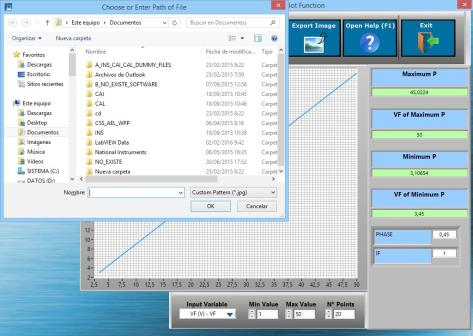 Choose or Enter Path of File
lot Function
Este equipo
Documentos
Buscar en Documentos
Organizar
Nueva carpeta
Favoritos
Descargas
Escritorio
Sitios recientes
Este equipo
Descargas
Desktop
Documentos
Imágenes
Música
Vídeos
SISTEMA (C:)
DATOS (D:)
Nombre
Fecha de modifica...
Tipo
A_INS_CAI_CAL_DUMMY_FILES
23/02/2015 8:22
Carpet
Archivos de Outlook
23/02/2015 7:39
Carpet
B_NO_EXISTE_SOFTWARE
07/09/2015 12:56
Carpet
CAI
18/09/2015 10:45
Carpet
CAL
18/09/2015 10:46
Carpet
cd
23/02/2015 8:22
Carpet
CSS_AEL_WPP
06/04/2015 8:16
Carpet
INS
18/09/2015 10:39
Carpet
LabVIEW Data
02/02/2016 9:42
Carpet
National Instruments
06/05/2015 18:35
Carpet
NO_EXISTE
30/06/2015 17:52
Carpet
Nueva carpeta
23/02/2015 8:22
Carpet
Nombre:
Custom Pattern (*.jpg)
OK
Cancelar
Export Image
Open Help (F1)
Exit
Maximum P
45,0224
VF of Maximum P
50
Minimum P
3,10654
VF of Minimum P
3,45
PHASE
0,45
IF
1
12
10
8
6
4
2
2,5 5 7,5 10 12,5 15 17,5 20 22,5 25 27,5 30 32,5 35 37,5 40 42,5 45 47,5 50
Input Variable
Min Value
Max Value
Nº Points
VF (V) - VF
1
50
20